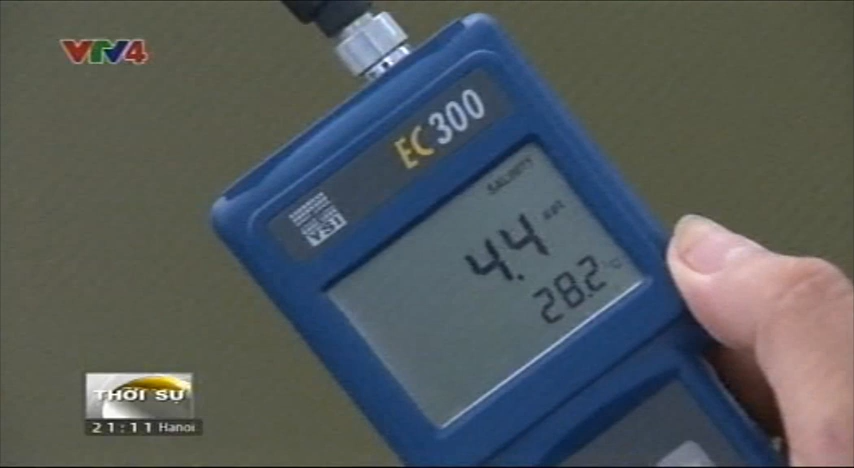 VTV4
EC300
YSI
SALINITY
4.4 ppt
28.2 °C
THỜI SỰ
21:11 Hanoi